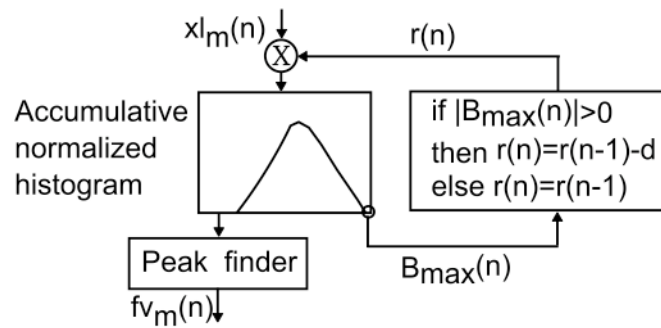 xl_m(n)
r(n)
X
Accumulative
normalized
histogram
if |B_max(n)|>0
then r(n)=r(n-1)-d
else r(n)=r(n-1)
Peak finder
B_max(n)
fv_m(n)